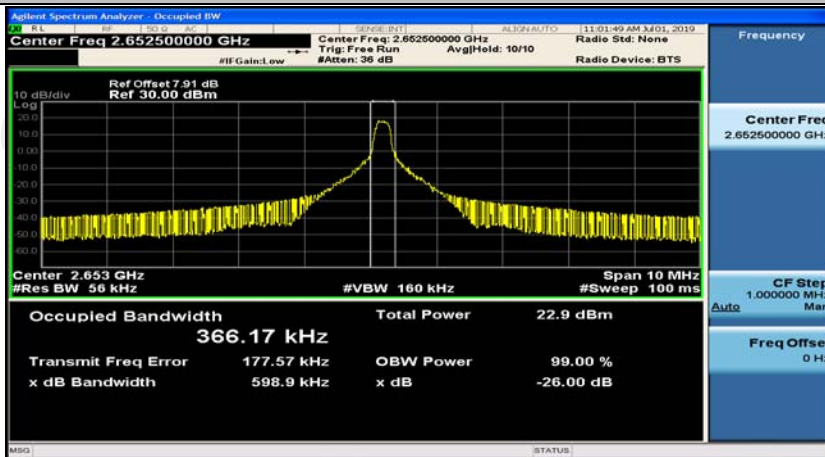 Agilent Spectrum Analyzer - Occupied BW
RL RF 50 Ω AC SENSE:INT ALIGN AUTO 11:01:49 AM Jul 01, 2019
Center Freq 2.652500000 GHz Center Freq: 2.652500000 GHz Radio Std: None
Trig: Free Run Avg|Hold: 10/10
#IFGain:Low #Atten: 36 dB Radio Device: BTS
Ref Offset 7.91 dB
10 dB/div Ref 30.00 dBm
Log
20.0
10.0
0.00
-10.0
-20.0
-30.0
-40.0
-50.0
-60.0
Center 2.653 GHz Span 10 MHz
#Res BW 56 kHz #VBW 160 kHz #Sweep 100 ms
Occupied Bandwidth Total Power 22.9 dBm
366.17 kHz
Transmit Freq Error 177.57 kHz OBW Power 99.00 %
x dB Bandwidth 598.9 kHz x dB -26.00 dB
MSG STATUS
Frequency
Center Freq
2.652500000 GH
CF Step
1.000000 MH
Auto Man
Freq Offse
0 H